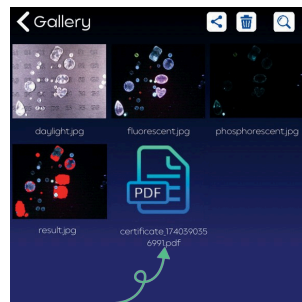 Gallery
daylight.jpg fluorescent.jpg phosphorescent.jpg
PDF
result.jpg certificate_174039035
6991.pdf